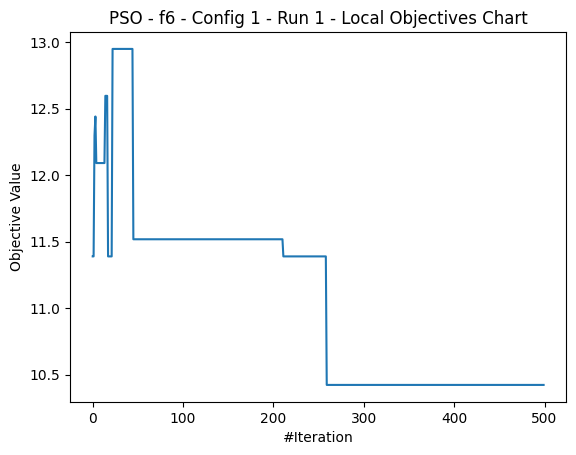 PSO - f6 - Config 1 - Run 1 - Local Objectives Chart
13.0
12.5
12.0
11.5
11.0
10.5
Objective Value
0 100 200 300 400 500
#Iteration